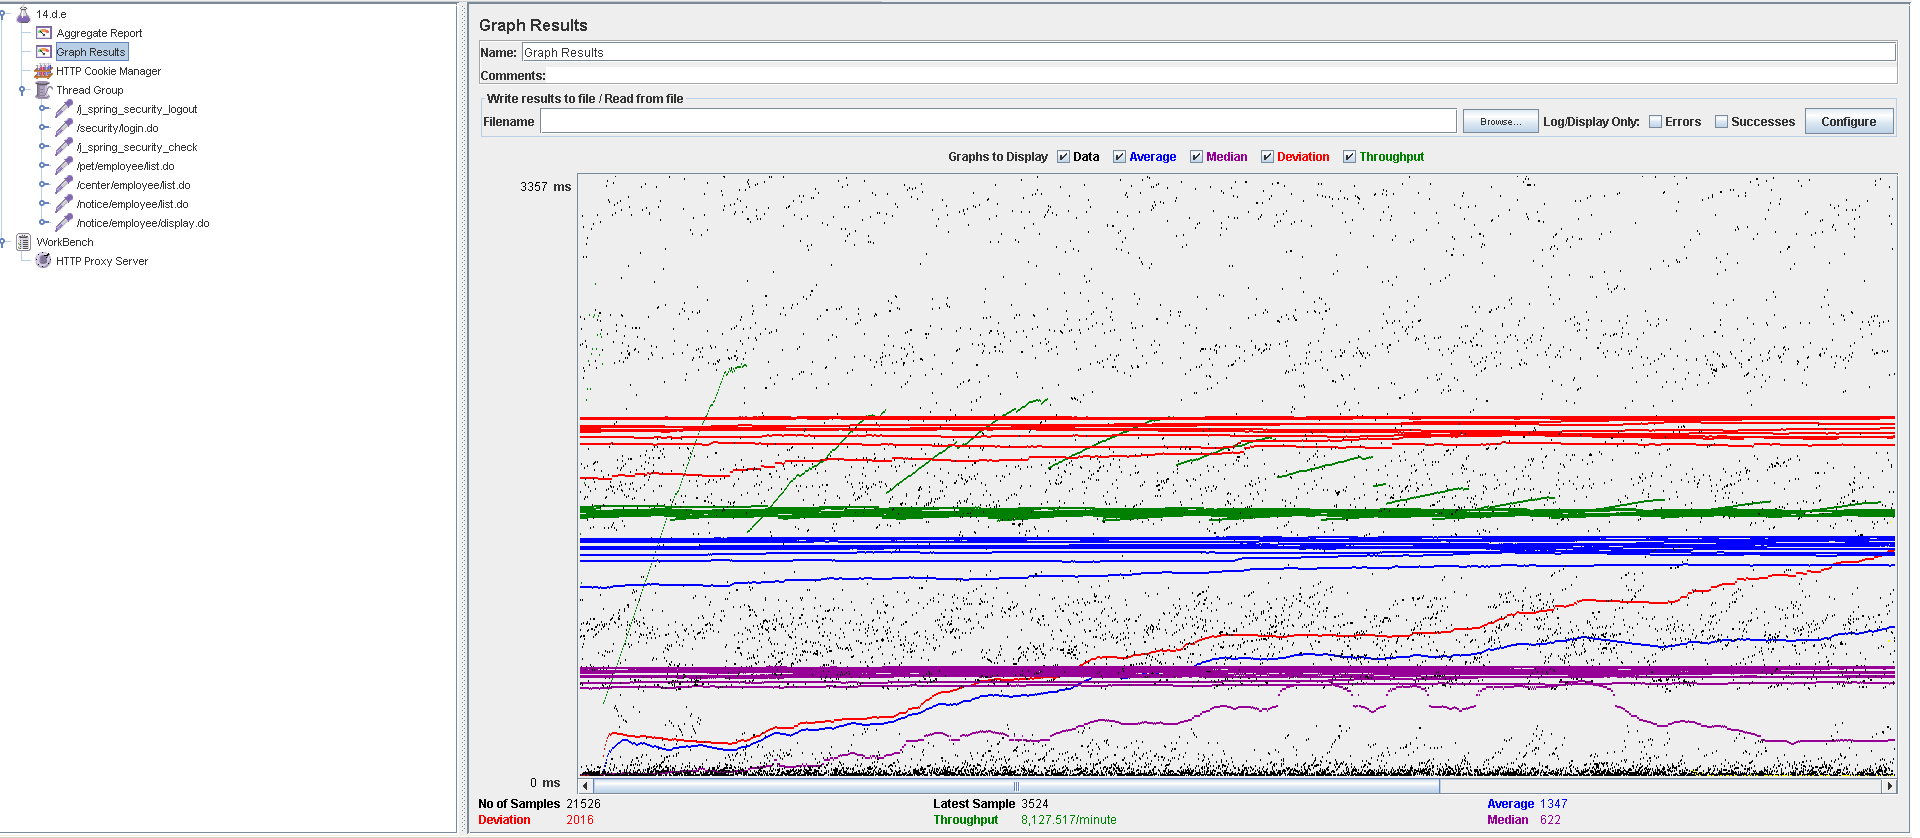 14.d.e
Aggregate Report
Graph Results
HTTP Cookie Manager
Thread Group
/j_spring_security_logout
/security/login.do
/j_spring_security_check
/pet/employee/list.do
/center/employee/list.do
/notice/employee/list.do
/notice/employee/display.do
WorkBench
HTTP Proxy Server
Graph Results
Name: Graph Results
Comments:
Write results to file / Read from file
Filename Browse... Log/Display Only: Errors Successes Configure
Graphs to Display Data Average Median Deviation Throughput
3357 ms
0 ms
No of Samples 21526 Latest Sample 3524 Average 1347
Deviation 2016 Throughput 8,127.517/minute Median 622